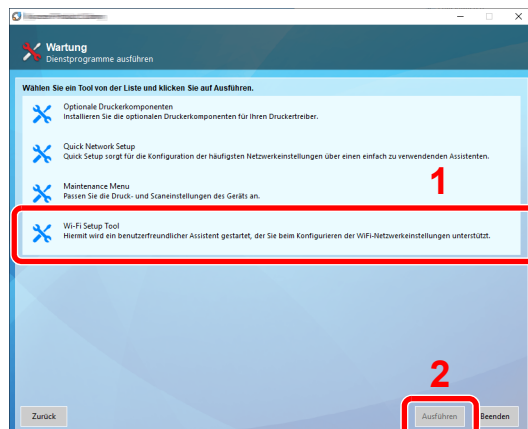 Wartung
Dienstprogramme ausführen
Wählen Sie ein Tool von der Liste und klicken Sie auf Ausführen.
Optionale Druckerkomponenten
Installieren Sie die optionalen Druckerkomponenten für Ihren Druckertreiber.
Quick Network Setup
Quick Setup sorgt für die Konfiguration der häufigsten Netzwerkeinstellungen über einen einfach zu verwendenden Assistenten.
1
Maintenance Menu
Passen Sie die Druck- und Scaneinstellungen des Geräts an.
Wi-Fi Setup Tool
Hiermit wird ein benutzerfreundlicher Assistent gestartet, der Sie beim Konfigurieren der WiFi-Netzwerkeinstellungen unterstützt.
2
Zurück
Ausführen
Beenden